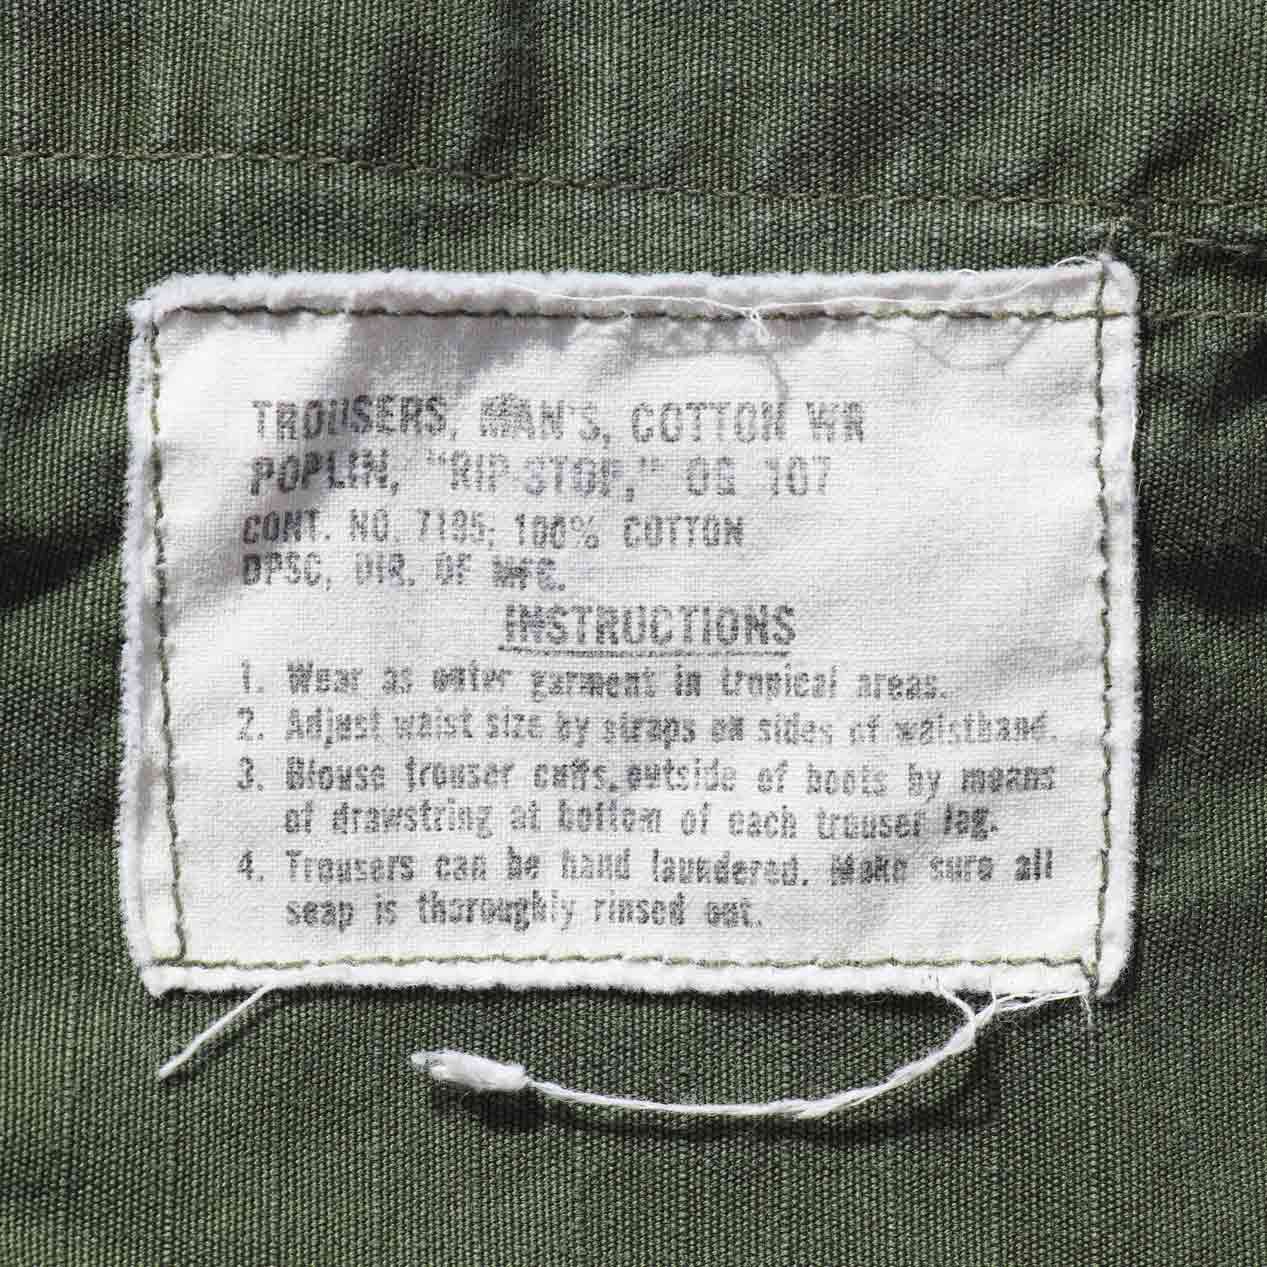 TROUSERS, MAN'S, COTTON WR
POPLIN, "RIP-STOP," OG 107
CONT. NO. 7195; 100% COTTON
DPSC, DIR. OF MFG.
INSTRUCTIONS
1. Wear as outer garment in tropical areas.
2. Adjust waist size by straps on sides of waistband.
3. Blouse trouser cuffs, outside of boots by means
of drawstring at bottom of each trouser leg.
4. Trousers can be hand laundered. Make sure all
soap is thoroughly rinsed out.